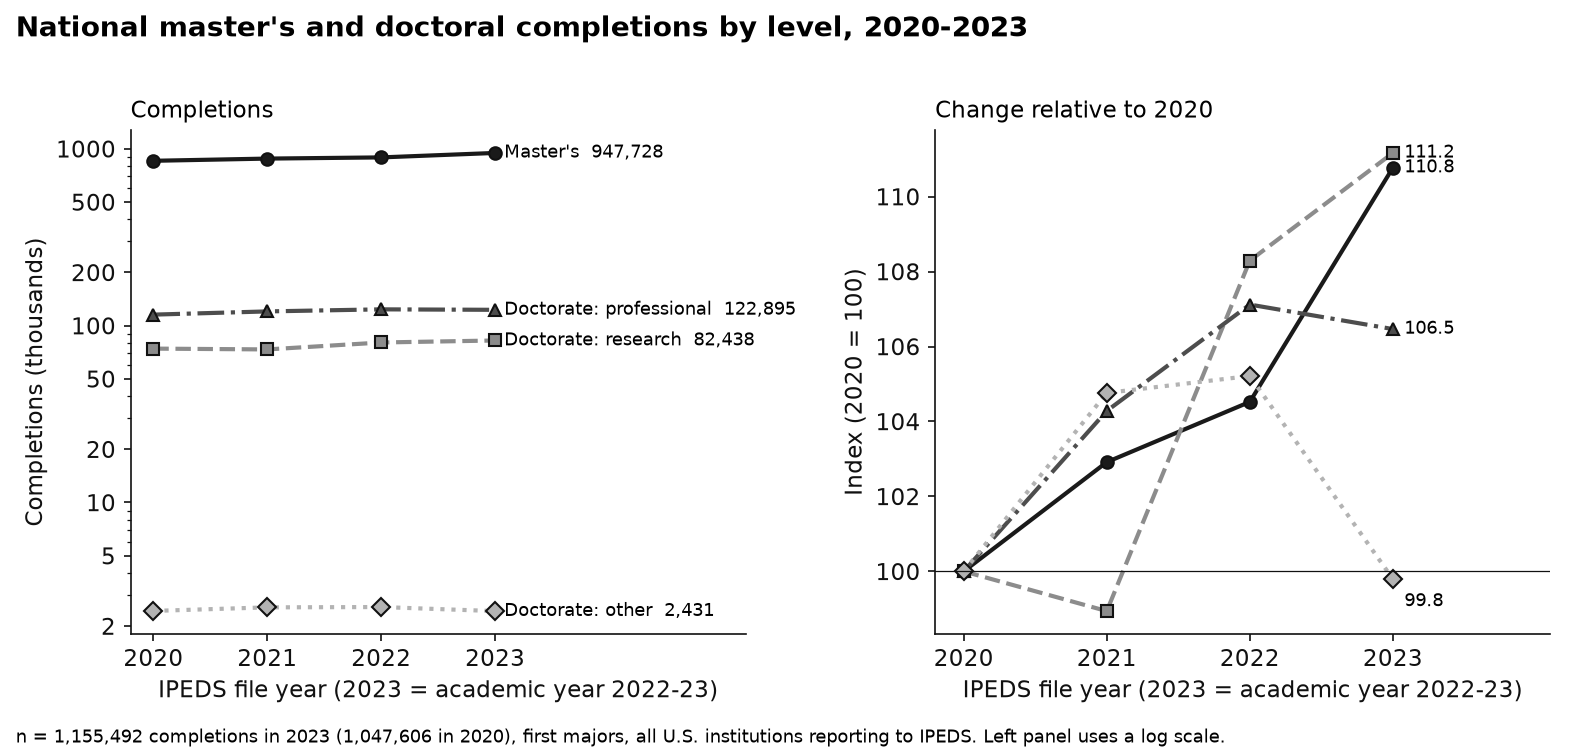 National master's and doctoral completions by level, 2020-2023
Completions
Completions (thousands)
1000
500
200
100
50
20
10
5
2
Master's 947,728
Doctorate: professional 122,895
Doctorate: research 82,438
Doctorate: other 2,431
2020 2021 2022 2023
IPEDS file year (2023 = academic year 2022-23)
Change relative to 2020
Index (2020 = 100)
110
108
106
104
102
100
111.2
110.8
106.5
99.8
2020 2021 2022 2023
IPEDS file year (2023 = academic year 2022-23)
n = 1,155,492 completions in 2023 (1,047,606 in 2020), first majors, all U.S. institutions reporting to IPEDS. Left panel uses a log scale.